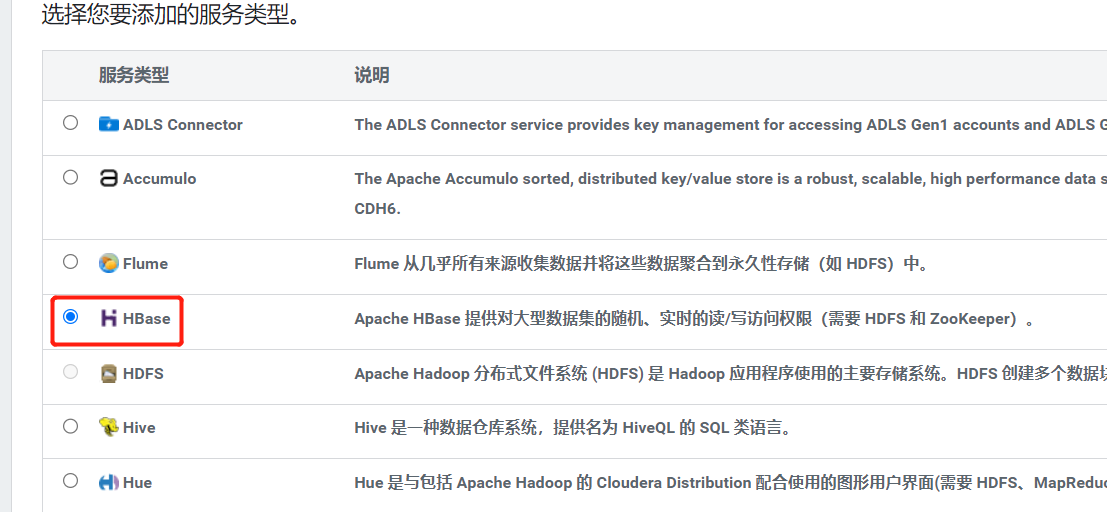 选择您要添加的服务类型。
服务类型 说明
ADLS Connector The ADLS Connector service provides key management for accessing ADLS Gen1 accounts and ADLS G
Accumulo The Apache Accumulo sorted, distributed key/value store is a robust, scalable, high performance data s
CDH6.
Flume Flume 从几乎所有来源收集数据并将这些数据聚合到永久性存储（如 HDFS）中。
HBase Apache HBase 提供对大型数据集的随机、实时的读/写访问权限（需要 HDFS 和 ZooKeeper）。
HDFS Apache Hadoop 分布式文件系统 (HDFS) 是 Hadoop 应用程序使用的主要存储系统。HDFS 创建多个数据块
Hive Hive 是一种数据仓库系统，提供名为 HiveQL 的 SQL 类语言。
Hue Hue 是与包括 Apache Hadoop 的 Cloudera Distribution 配合使用的图形用户界面(需要 HDFS、MapReduc